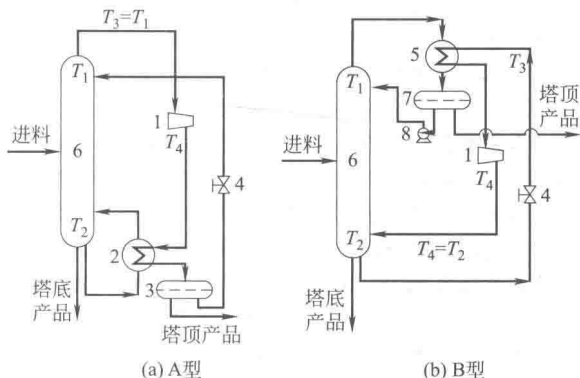 T₃=T₁
T₁
进料
6
1
T₄
4
T₂
2
3
塔底
产品
塔顶产品
(a) A型
5
T₃
T₁
7
塔顶
产品
8
进料
6
1
T₄
4
T₂
T₄=T₂
塔底
产品
(b) B型